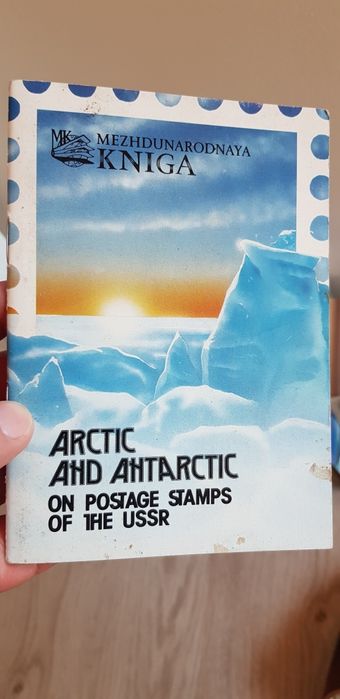 MK
MEZHDUNARODNAYA
KNIGA
ARCTIC
AND ANTARCTIC
ON POSTAGE STAMPS
OF THE USSR